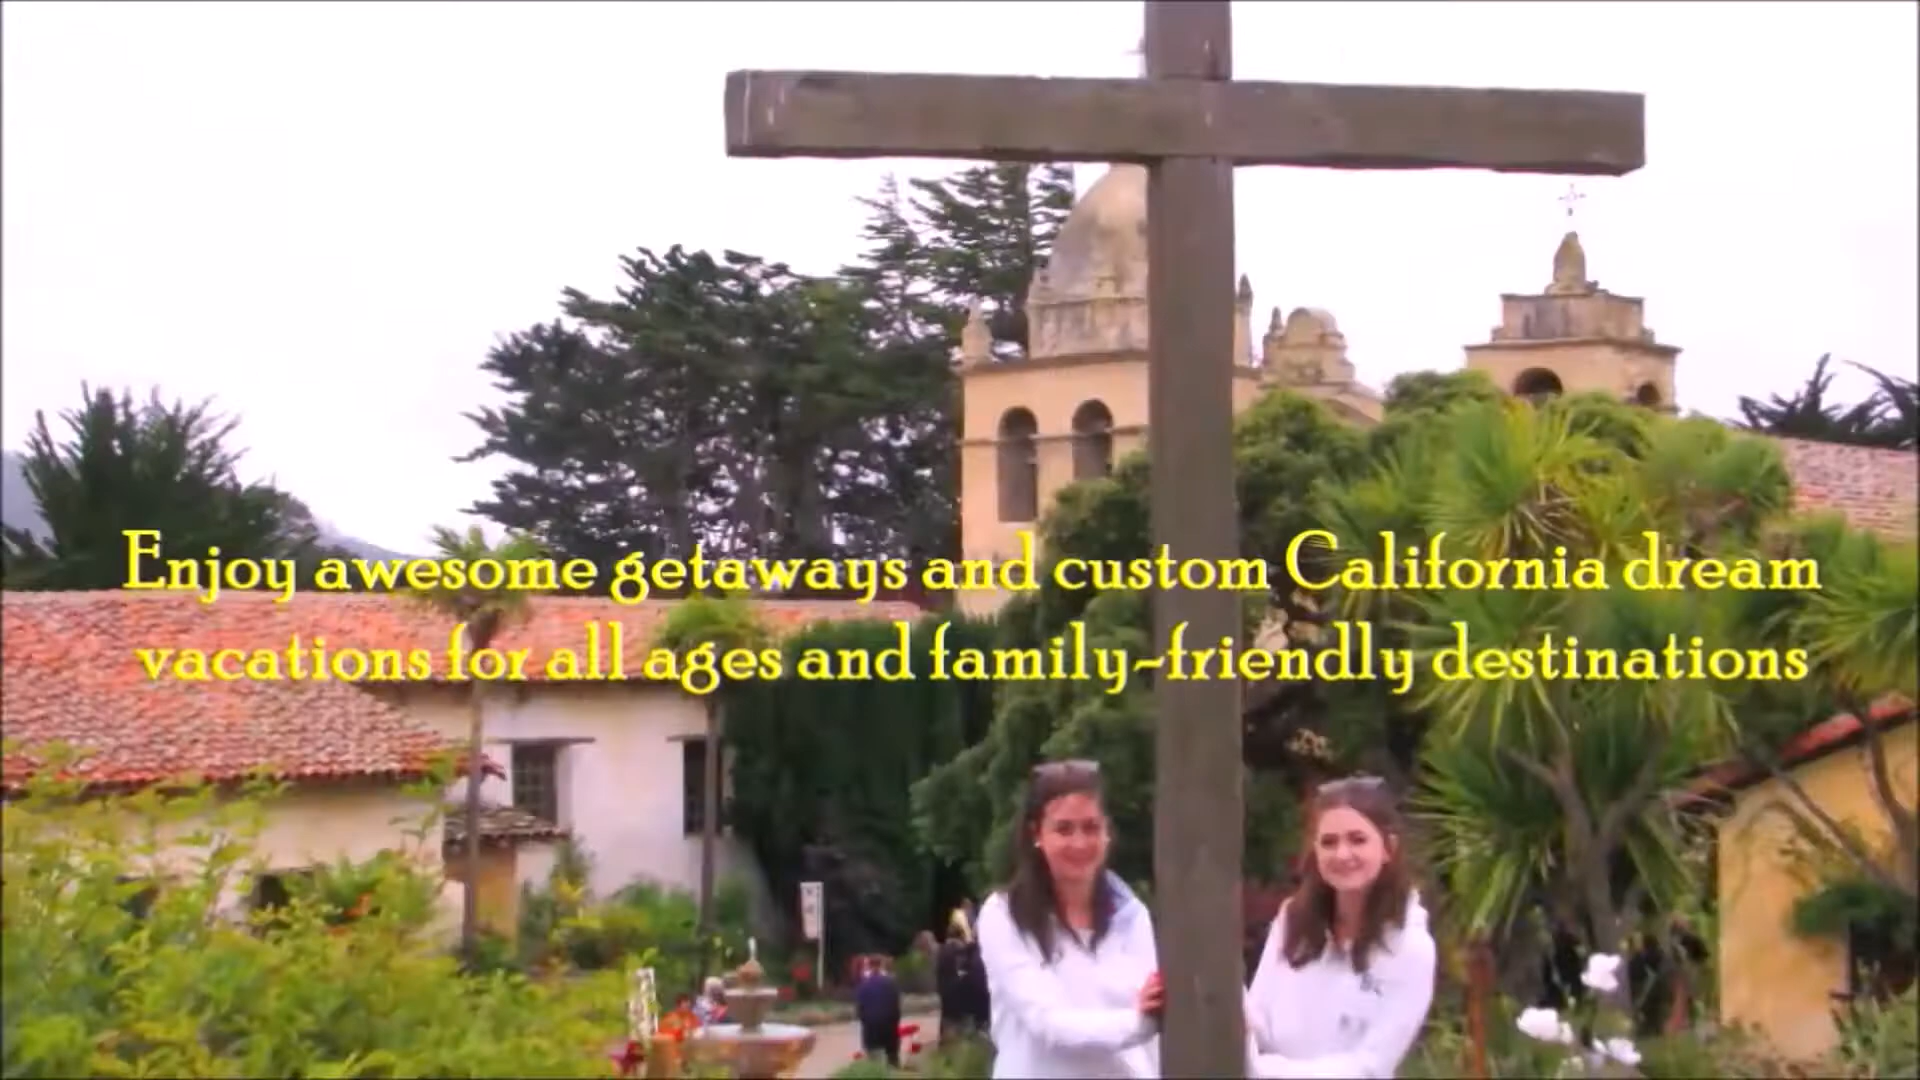 Enjoy awesome getaways and custom California dream
vacations for all ages and family-friendly destinations